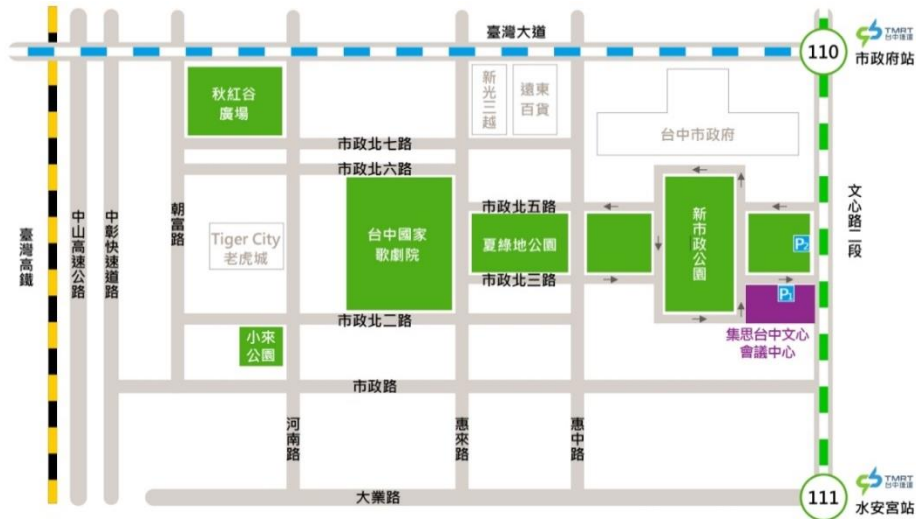 臺灣大道
110
TMRT
台中捷運
市政府站
秋紅谷
廣場
新光三越
遠東
百貨
台中市政府
市政北七路
市政北六路
臺灣高鐵
中山高速公路
中彰快速道路
朝富路
Tiger City
老虎城
台中國家
歌劇院
市政北五路
夏綠地公園
市政北三路
新市政公園
P2
P1
文心路二段
市政北二路
小來
公園
集思台中文心
會議中心
市政路
河南路
惠來路
惠中路
大業路
111
TMRT
台中捷運
水安宮站